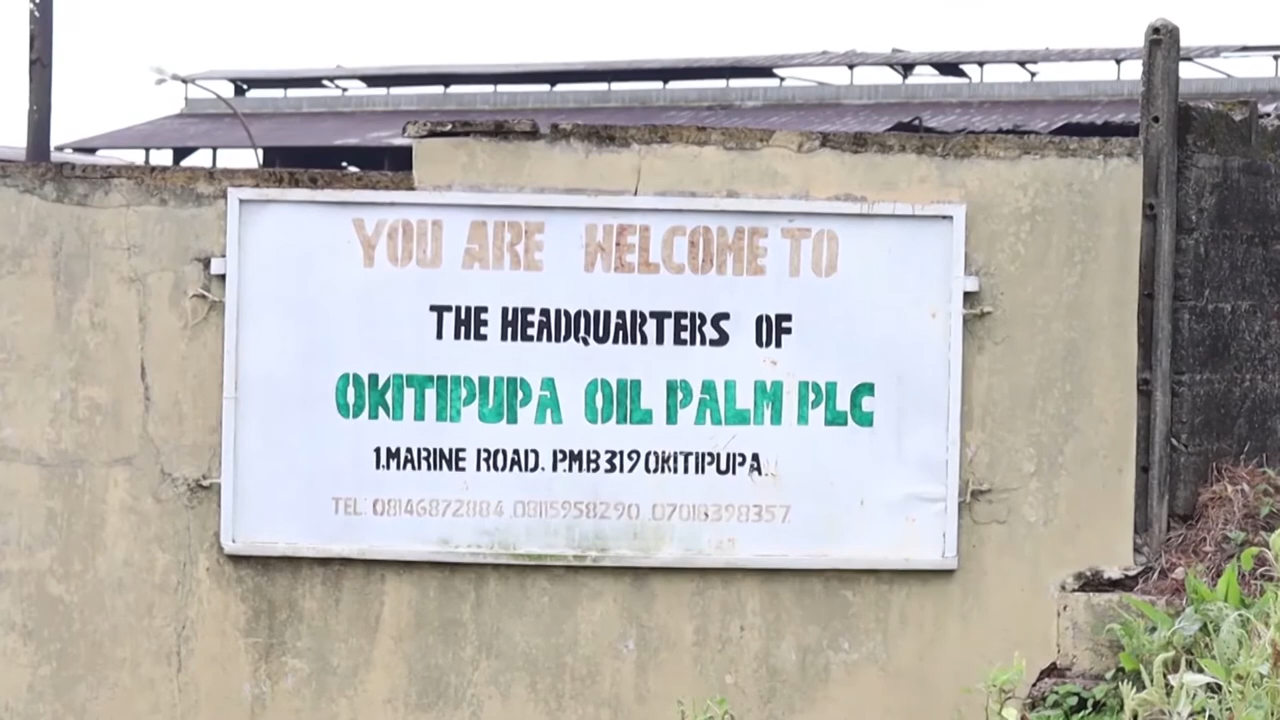 YOU ARE WELCOME TO
THE HEADQUARTERS OF
OKITIPUPA OIL PALM PLC
1.MARINE ROAD. P.M.B 319 OKITIPUPA.
TEL: 08146872884 .08115958290 .07018398357.